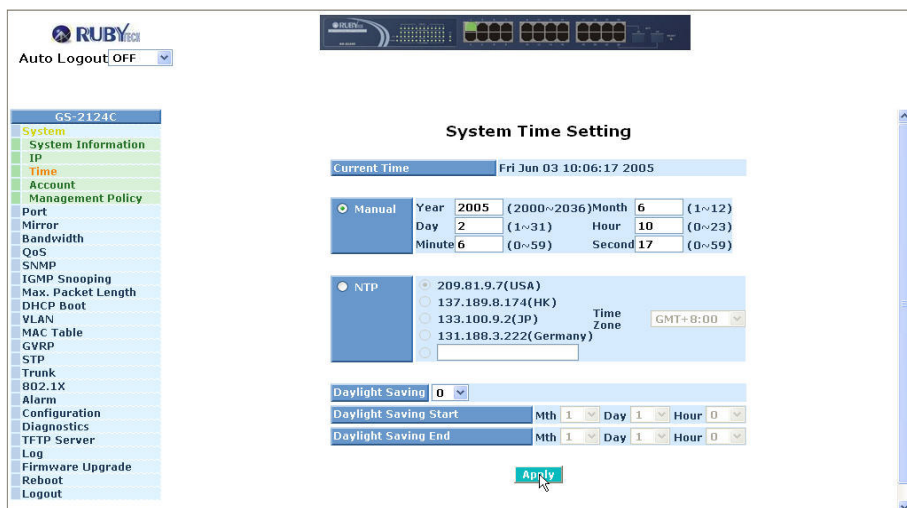 RUBYTECH
Auto Logout OFF
GS-2124C
System
System Information
IP
Time
Account
Management Policy
Port
Mirror
Bandwidth
QoS
SNMP
IGMP Snooping
Max. Packet Length
DHCP Boot
VLAN
MAC Table
GVRP
STP
Trunk
802.1X
Alarm
Configuration
Diagnostics
TFTP Server
Log
Firmware Upgrade
Reboot
Logout
System Time Setting
Current Time Fri Jun 03 10:06:17 2005
Manual Year 2005 (2000~2036) Month 6 (1~12)
Day 2 (1~31) Hour 10 (0~23)
Minute 6 (0~59) Second 17 (0~59)
NTP 209.81.9.7(USA)
137.189.8.174(HK)
133.100.9.2(JP)
131.188.3.222(Germany)
Time Zone GMT+8:00
Daylight Saving 0
Daylight Saving Start Mth 1 Day 1 Hour 0
Daylight Saving End Mth 1 Day 1 Hour 0
Apply